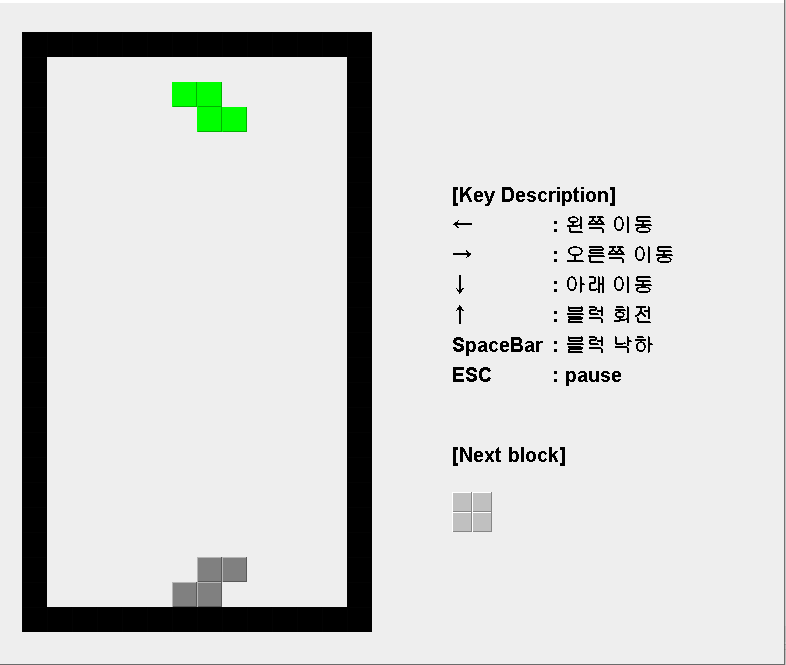 [Key Description]
← : 왼쪽 이동
→ : 오른쪽 이동
↓ : 아래 이동
↑ : 블럭 회전
SpaceBar : 블럭 낙하
ESC : pause
[Next block]